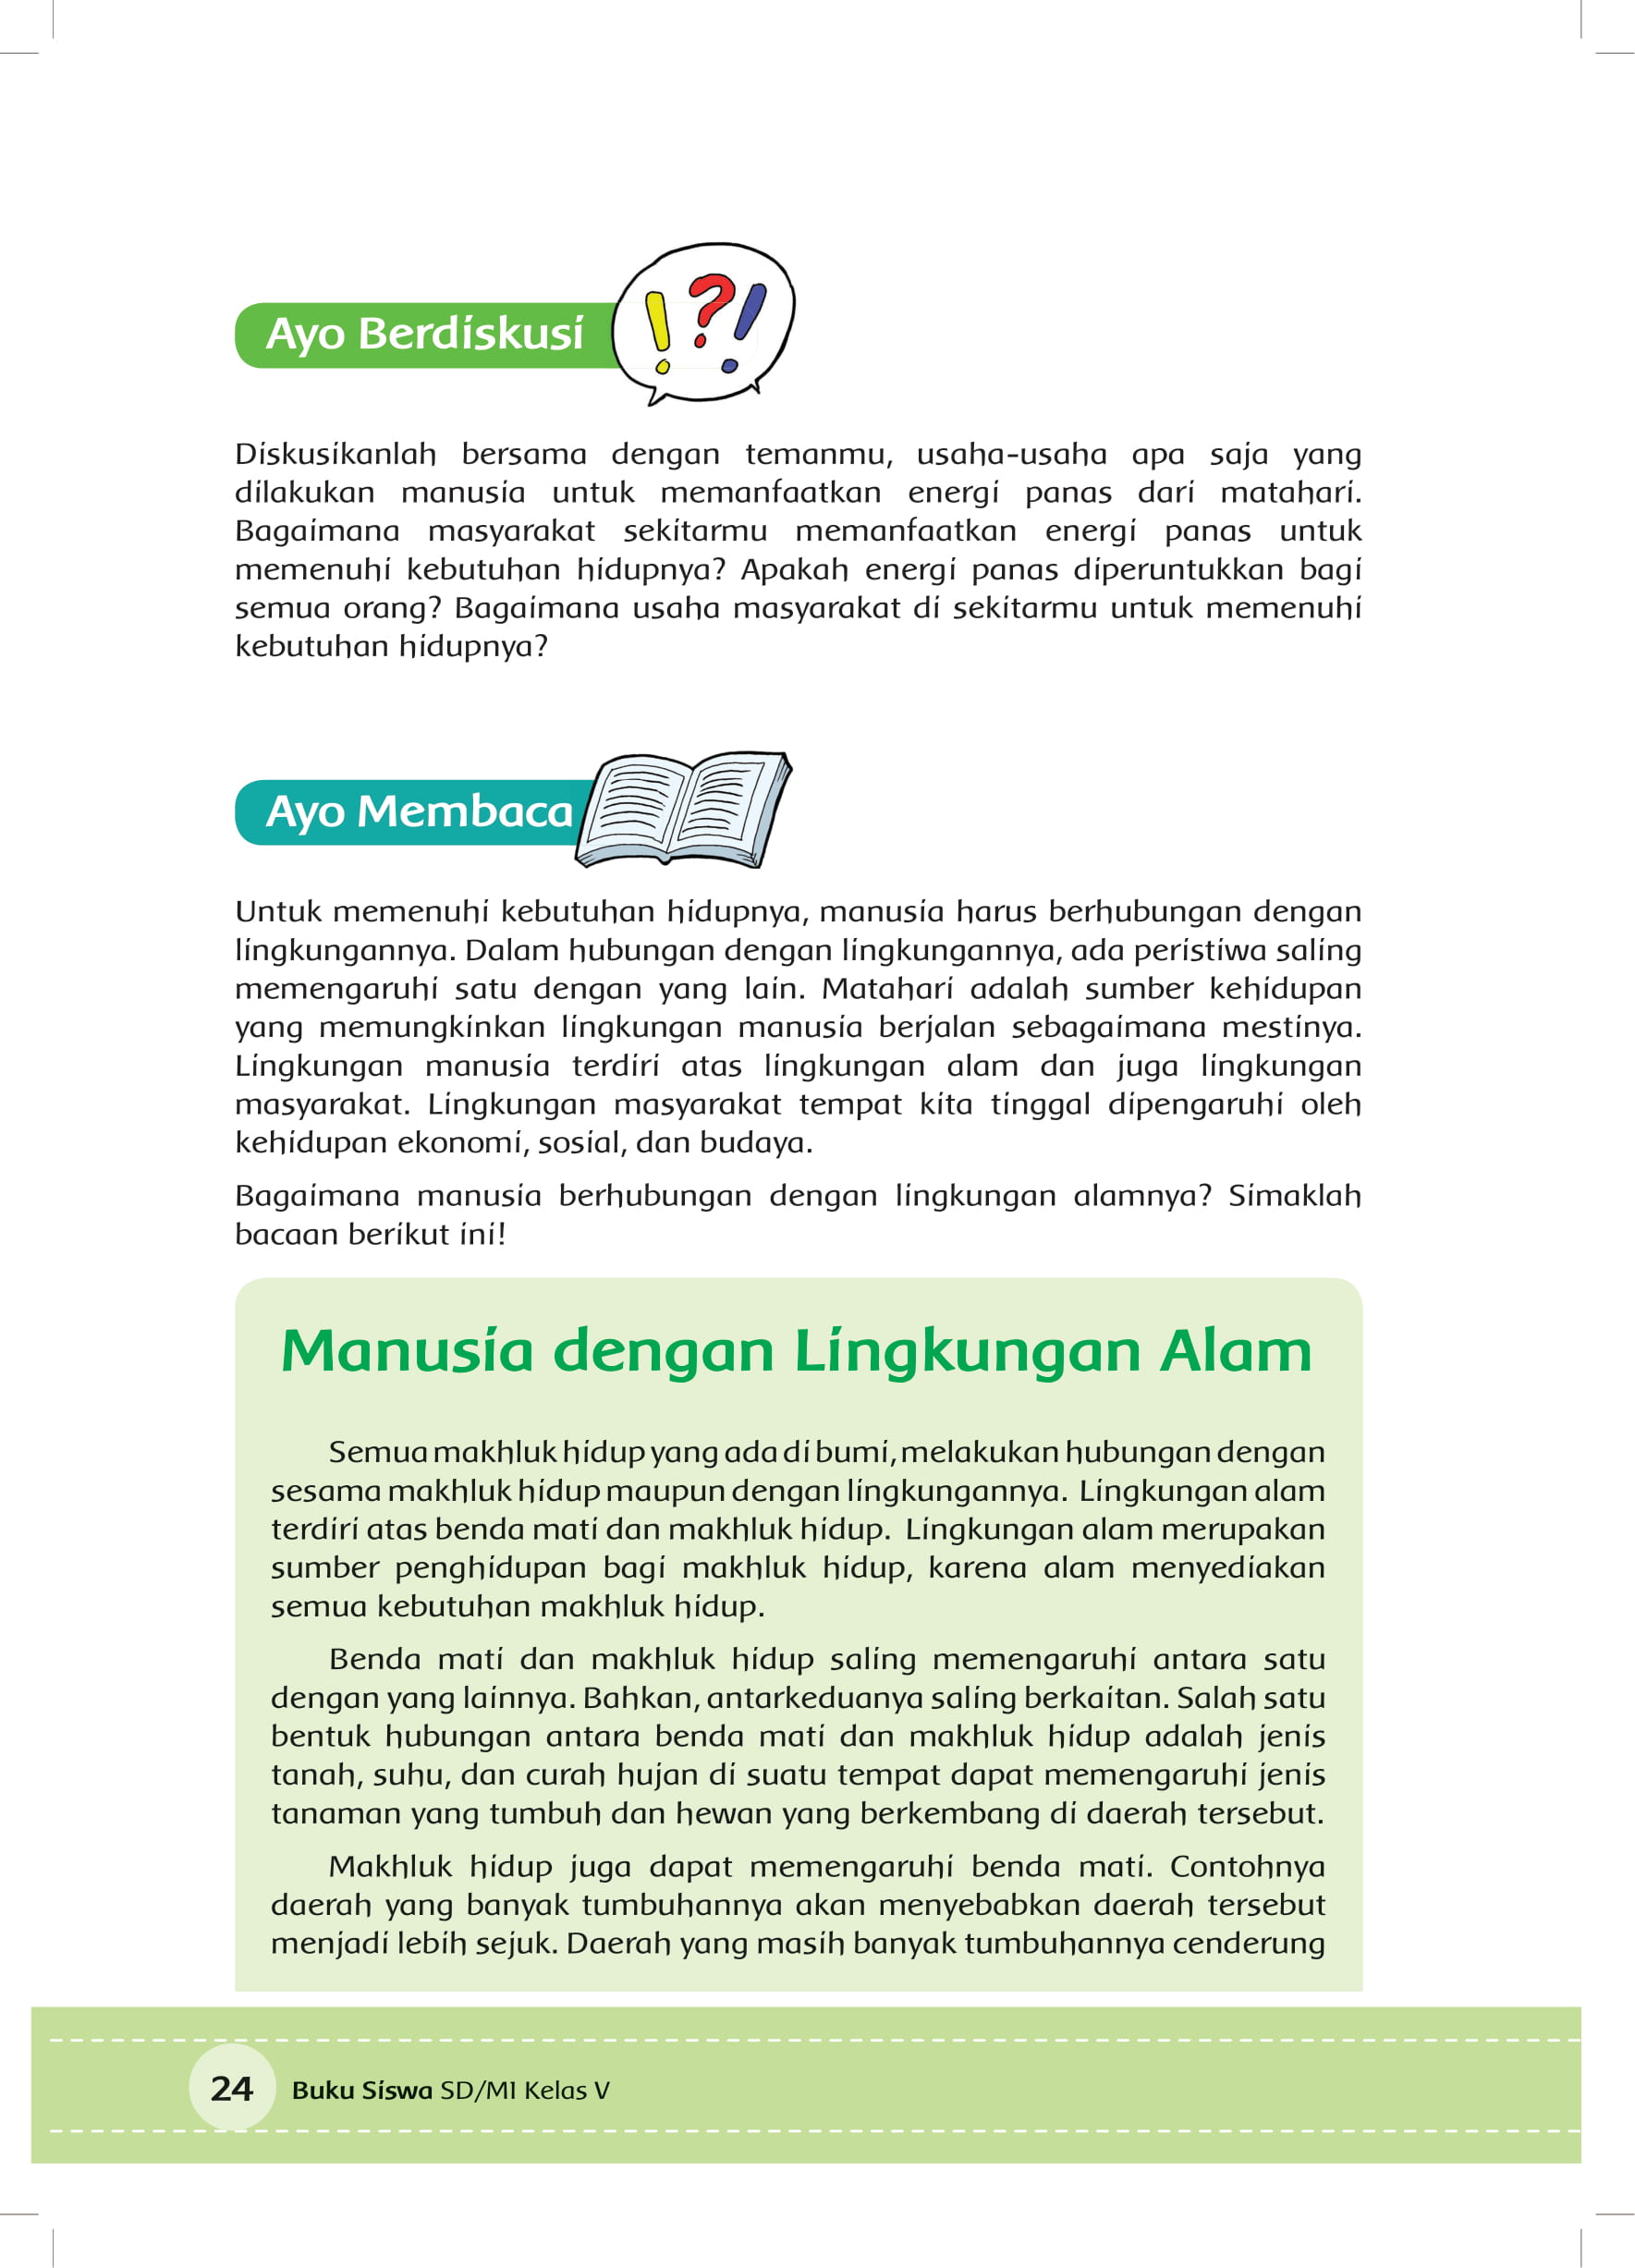 Ayo Berdiskusi
Diskusikanlah bersama dengan temanmu, usaha-usaha apa saja yang
dilakukan manusia untuk memanfaatkan energi panas dari matahari.
Bagaimana masyarakat sekitarmu memanfaatkan energi panas untuk
memenuhi kebutuhan hidupnya? Apakah energi panas diperuntukkan bagi
semua orang? Bagaimana usaha masyarakat di sekitarmu untuk memenuhi
kebutuhan hidupnya?
Ayo Membaca
Untuk memenuhi kebutuhan hidupnya, manusia harus berhubungan dengan
lingkungannya. Dalam hubungan dengan lingkungannya, ada peristiwa saling
memengaruhi satu dengan yang lain. Matahari adalah sumber kehidupan
yang memungkinkan lingkungan manusia berjalan sebagaimana mestinya.
Lingkungan manusia terdiri atas lingkungan alam dan juga lingkungan
masyarakat. Lingkungan masyarakat tempat kita tinggal dipengaruhi oleh
kehidupan ekonomi, sosial, dan budaya.
Bagaimana manusia berhubungan dengan lingkungan alamnya? Simaklah
bacaan berikut ini!
Manusia dengan Lingkungan Alam
Semua makhluk hidup yang ada di bumi, melakukan hubungan dengan
sesama makhluk hidup maupun dengan lingkungannya. Lingkungan alam
terdiri atas benda mati dan makhluk hidup. Lingkungan alam merupakan
sumber penghidupan bagi makhluk hidup, karena alam menyediakan
semua kebutuhan makhluk hidup.
Benda mati dan makhluk hidup saling memengaruhi antara satu
dengan yang lainnya. Bahkan, antarkeduanya saling berkaitan. Salah satu
bentuk hubungan antara benda mati dan makhluk hidup adalah jenis
tanah, suhu, dan curah hujan di suatu tempat dapat memengaruhi jenis
tanaman yang tumbuh dan hewan yang berkembang di daerah tersebut.
Makhluk hidup juga dapat memengaruhi benda mati. Contohnya
daerah yang banyak tumbuhannya akan menyebabkan daerah tersebut
menjadi lebih sejuk. Daerah yang masih banyak tumbuhannya cenderung
24 Buku Siswa SD/MI Kelas V